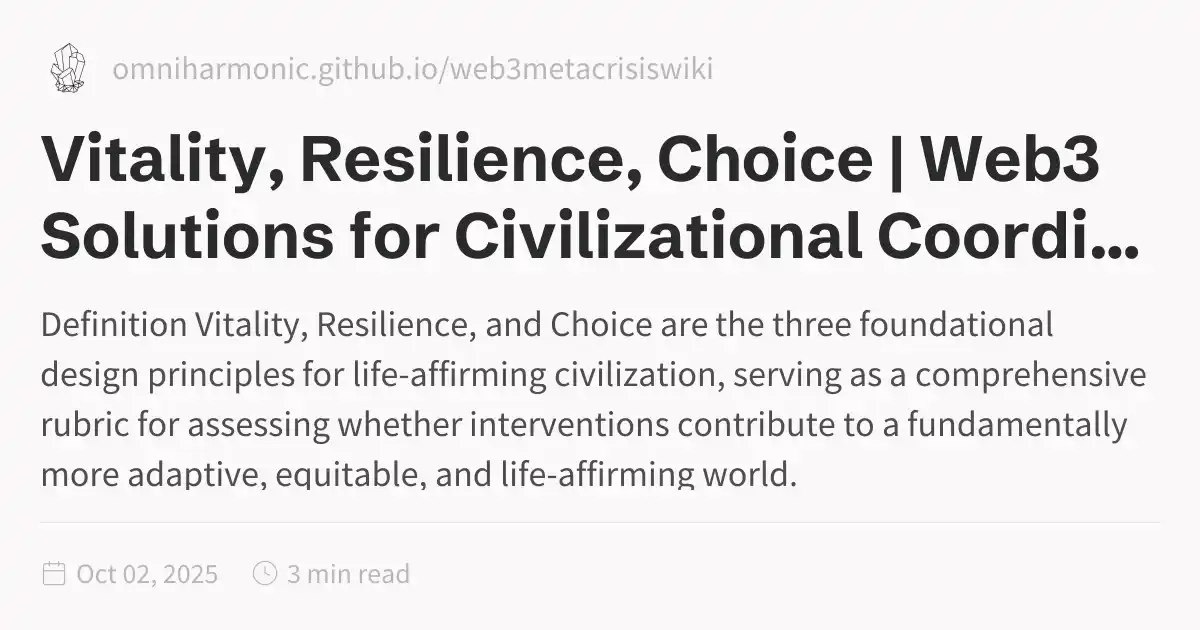 omniharmonic.github.io/web3metacrisiswiki
Vitality, Resilience, Choice | Web3
Solutions for Civilizational Coordi...
Definition Vitality, Resilience, and Choice are the three foundational
design principles for life-affirming civilization, serving as a comprehensive
rubric for assessing whether interventions contribute to a fundamentally
more adaptive, equitable, and life-affirming world.
Oct 02, 2025 3 min read